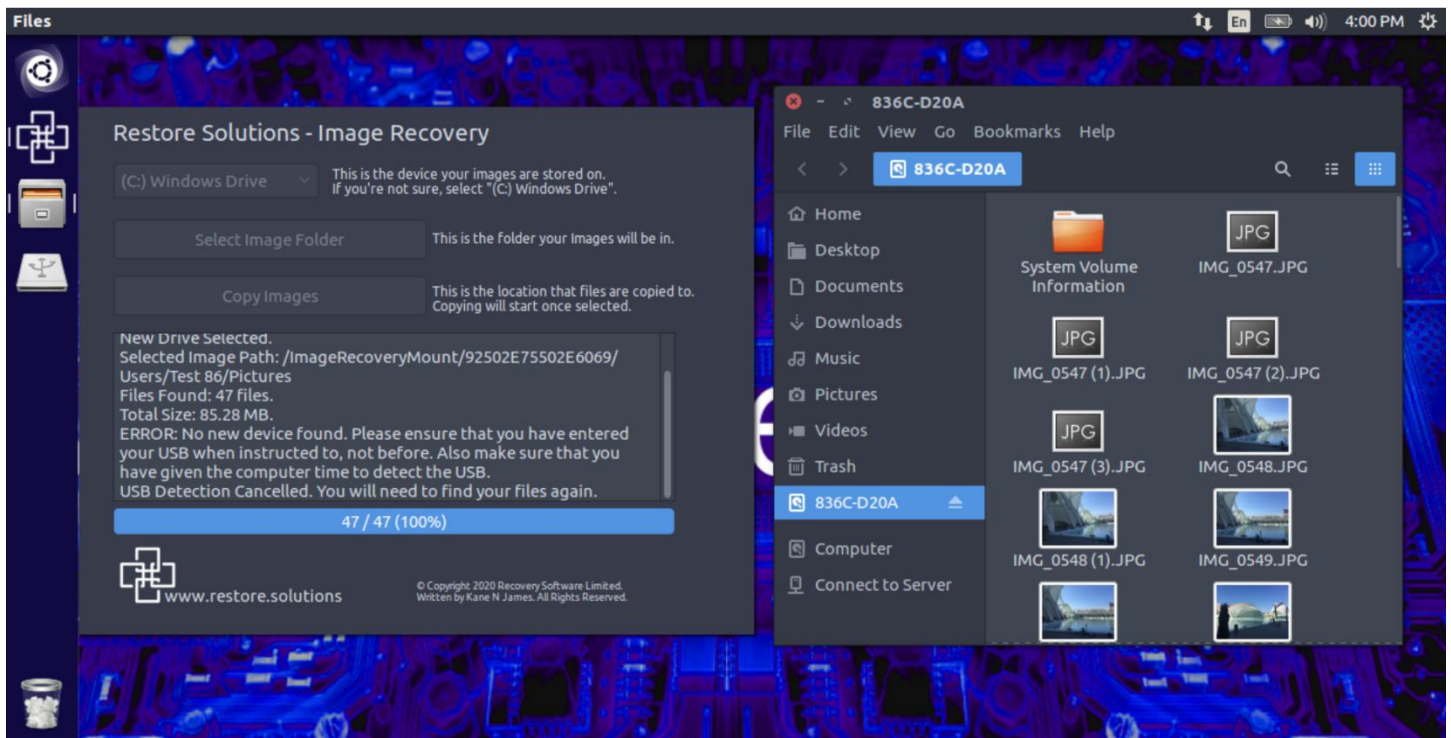 Files
En
4:00 PM
Restore Solutions - Image Recovery
(C:) Windows Drive
This is the device your images are stored on.
If you're not sure, select "(C:) Windows Drive".
Select Image Folder
This is the folder your Images will be in.
Copy Images
This is the location that files are copied to.
Copying will start once selected.
New Drive Selected.
Selected Image Path: /ImageRecoveryMount/92502E75502E6069/
Users/Test 86/Pictures
Files Found: 47 files.
Total Size: 85.28 MB.
ERROR: No new device found. Please ensure that you have entered
your USB when instructed to, not before. Also make sure that you
have given the computer time to detect the USB.
USB Detection Cancelled. You will need to find your files again.
47 / 47 (100%)
www.restore.solutions
© Copyright 2020 Recovery Software Limited.
Written by Kane N James. All Rights Reserved.
836C-D20A
File Edit View Go Bookmarks Help
836C-D20A
Home
Desktop
Documents
Downloads
Music
Pictures
Videos
Trash
836C-D20A
Computer
Connect to Server
System Volume
Information
JPG
IMG_0547.JPG
JPG
IMG_0547 (1).JPG
JPG
IMG_0547 (2).JPG
JPG
IMG_0547 (3).JPG
IMG_0548.JPG
IMG_0548 (1).JPG
IMG_0549.JPG